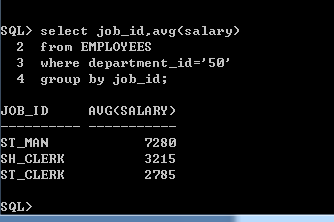 SQL> select job_id,avg(salary)
  2  from EMPLOYEES
  3  where department_id='50'
  4  group by job_id;
JOB_ID     AVG(SALARY)
---------- -----------
ST_MAN            7280
SH_CLERK          3215
ST_CLERK          2785
SQL>